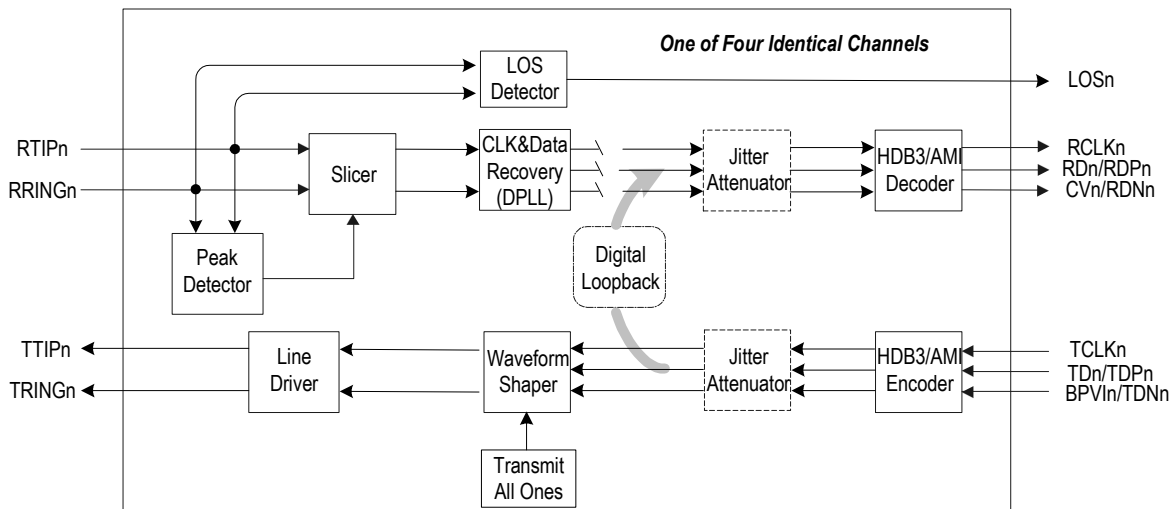 One of Four Identical Channels
LOS
Detector
LOSn
RTIPn
RRINGn
Slicer
CLK&Data
Recovery
(DPLL)
Jitter
Attenuator
HDB3/AMI
Decoder
RCLKn
RDn/RDPn
CVn/RDNn
Peak
Detector
Digital
Loopback
TTIPn
TRINGn
Line
Driver
Waveform
Shaper
Jitter
Attenuator
HDB3/AMI
Encoder
TCLKn
TDn/TDPn
BPVIn/TDNn
Transmit
All Ones